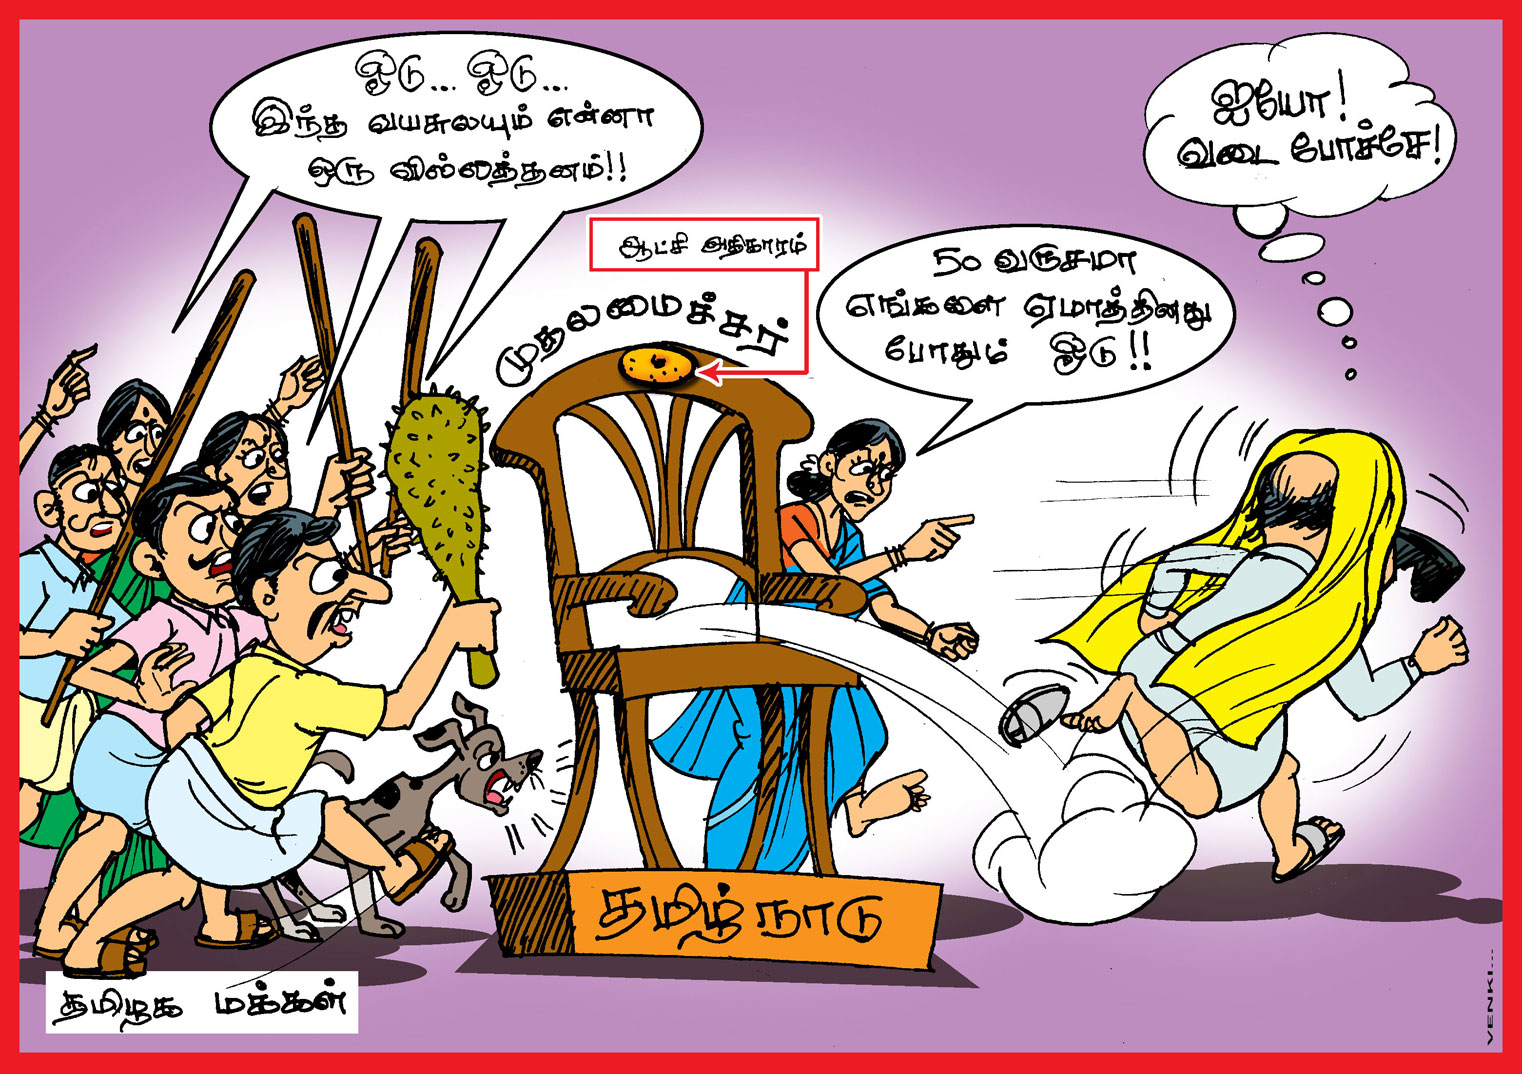 ஓடு... ஓடு...
இந்த வயசுலயும் என்னா
ஒரு வில்லத்தனம்!!
ஐயோ!
வடை போச்சே!
ஆட்சி அதிகாரம்
முதலமைச்சர்
50 வருசமா
எங்களை ஏமாத்தினது
போதும் ஓடு!!
தமிழ்நாடு
தமிழக மக்கள்
VENKI...